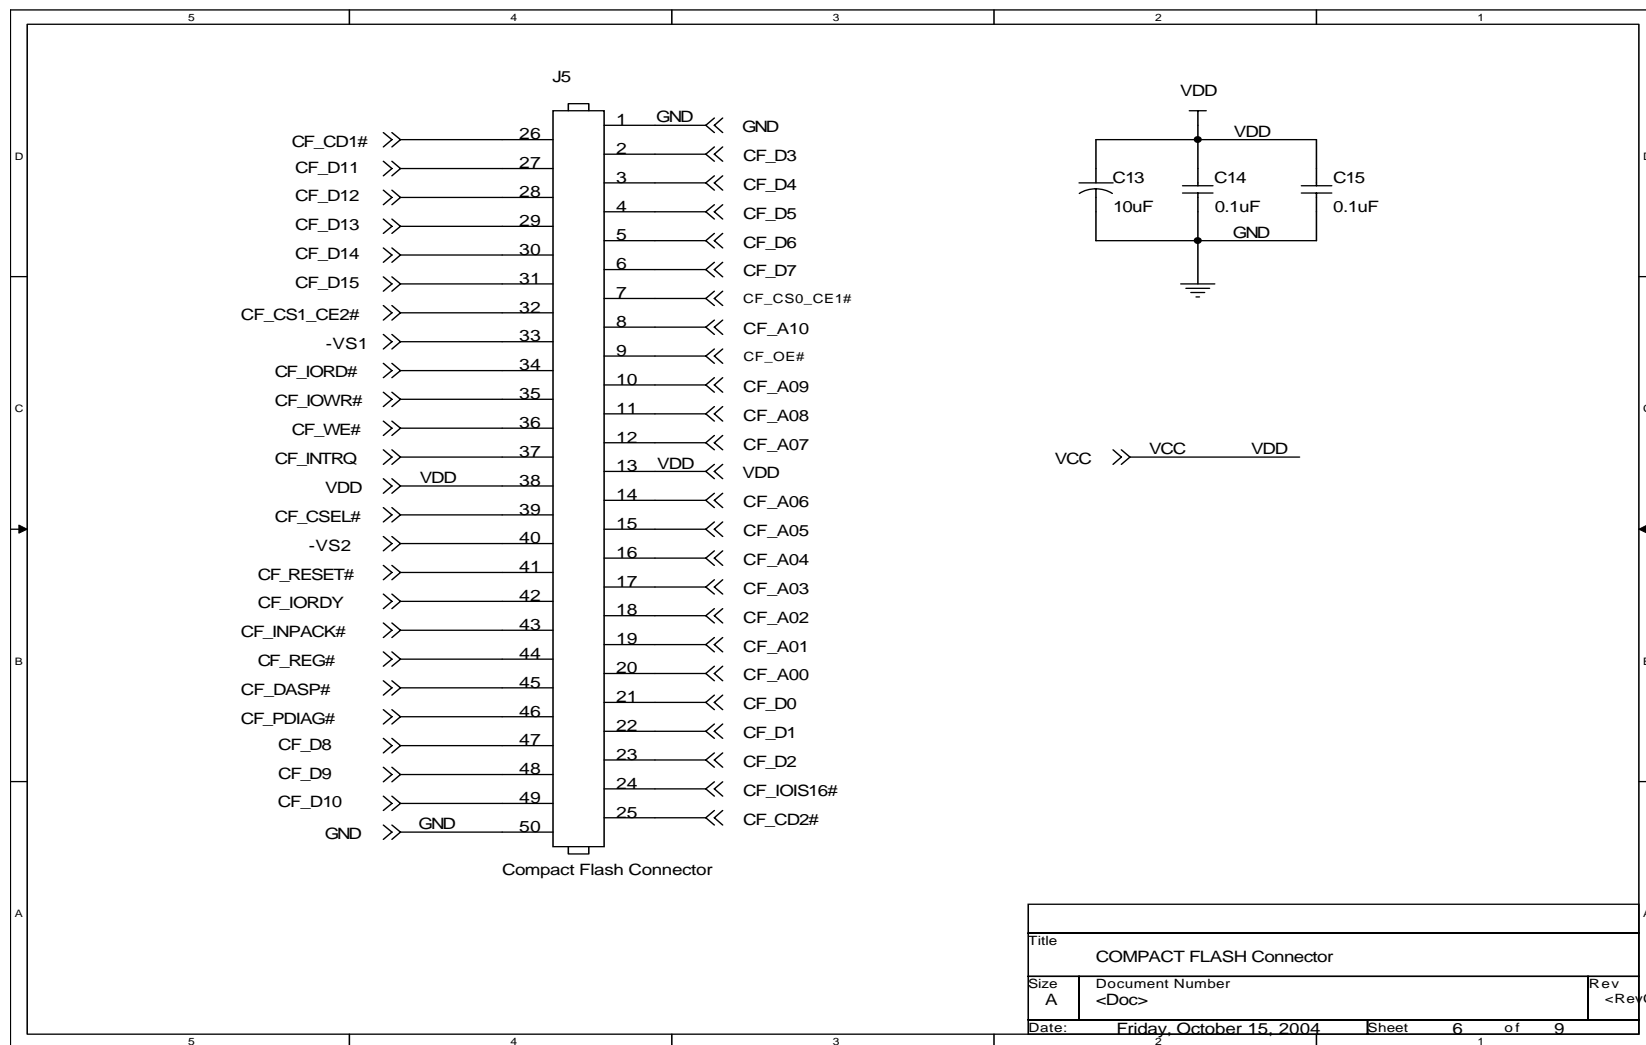 5 4 3 2 1
J5
26 CF_CD1#
27 CF_D11
28 CF_D12
29 CF_D13
30 CF_D14
31 CF_D15
32 CF_CS1_CE2#
33 -VS1
34 CF_IORD#
35 CF_IOWR#
36 CF_WE#
37 CF_INTRQ
38 VDD VDD
39 CF_CSEL#
40 -VS2
41 CF_RESET#
42 CF_IORDY
43 CF_INPACK#
44 CF_REG#
45 CF_DASP#
46 CF_PDIAG#
47 CF_D8
48 CF_D9
49 CF_D10
50 GND GND
1 GND GND
2 CF_D3
3 CF_D4
4 CF_D5
5 CF_D6
6 CF_D7
7 CF_CS0_CE1#
8 CF_A10
9 CF_OE#
10 CF_A09
11 CF_A08
12 CF_A07
13 VDD VDD
14 CF_A06
15 CF_A05
16 CF_A04
17 CF_A03
18 CF_A02
19 CF_A01
20 CF_A00
21 CF_D0
22 CF_D1
23 CF_D2
24 CF_IOIS16#
25 CF_CD2#
Compact Flash Connector
VDD
VDD
C13 C14 C15
10uF 0.1uF 0.1uF
GND
VCC VCC VDD
D
C
B
A
Title
COMPACT FLASH Connector
Size Document Number Rev
A <Doc>
Date: Friday, October 15, 2004 Sheet 6 of 9
5 4 3 2 1